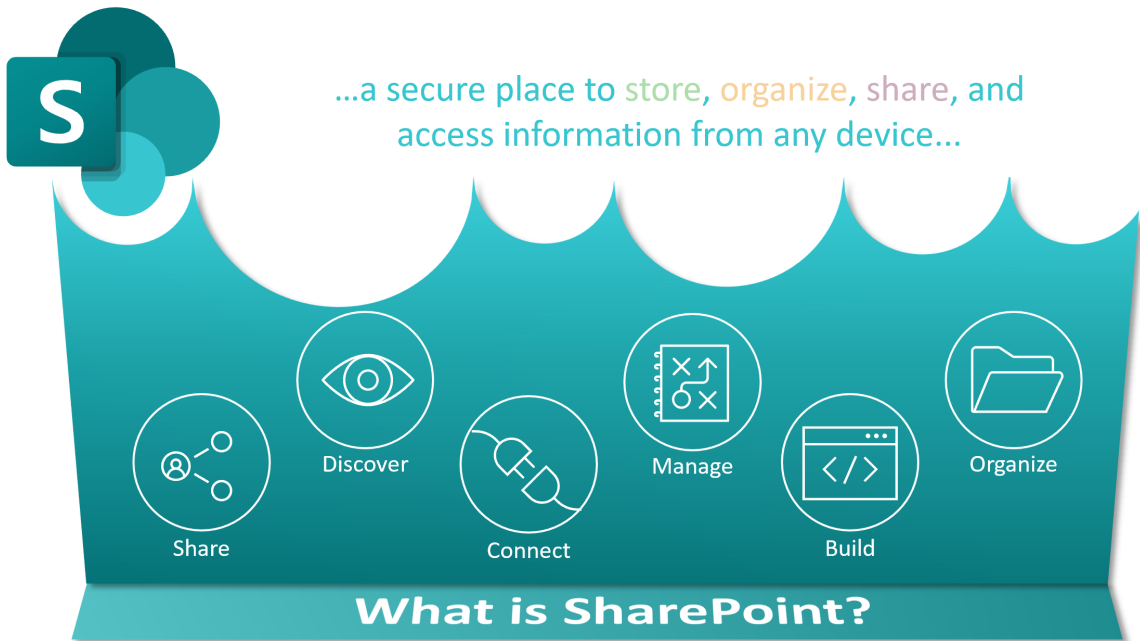 S
...a secure place to store, organize, share, and
access information from any device...
Discover
Manage
Organize
Share
Connect
Build
What is SharePoint?